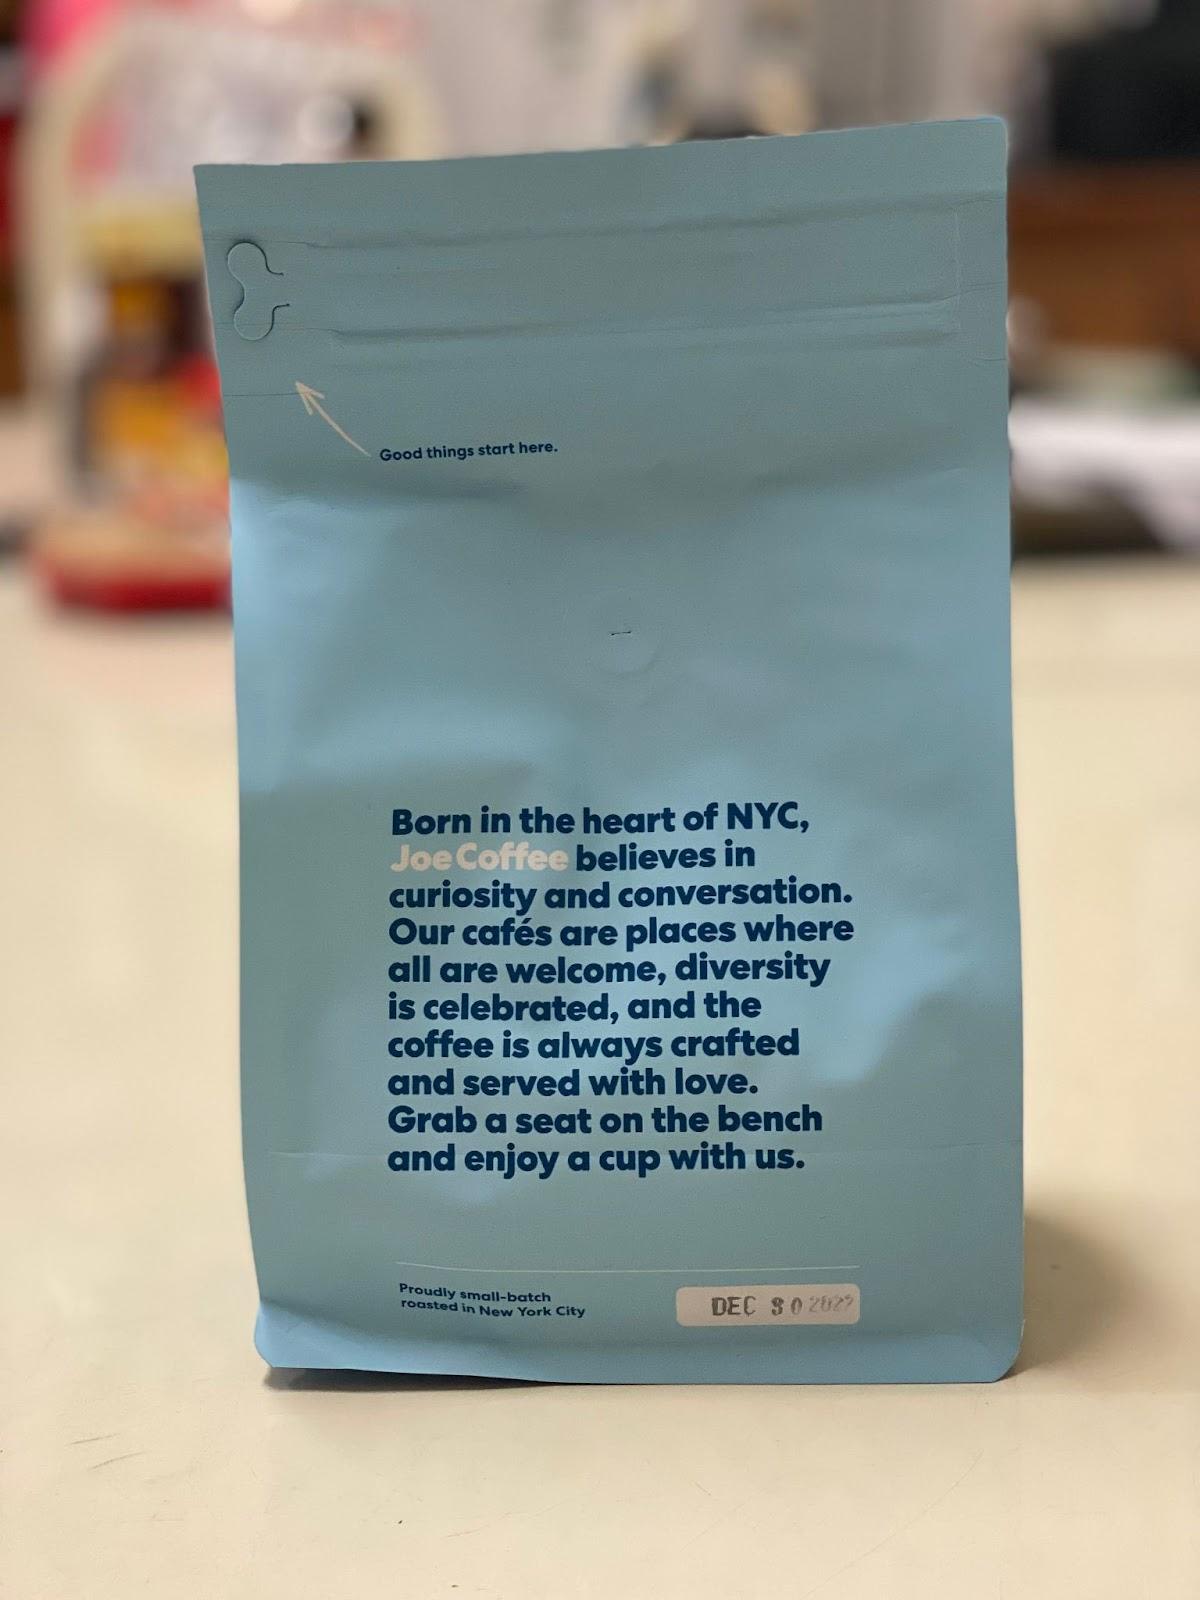 Good things start here.
Born in the heart of NYC,
Joe Coffee believes in
curiosity and conversation.
Our cafés are places where
all are welcome, diversity
is celebrated, and the
coffee is always crafted
and served with love.
Grab a seat on the bench
and enjoy a cup with us.
Proudly small-batch
roasted in New York City
DEC 30